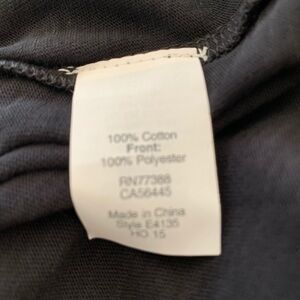 100% Cotton
Front:
100% Polyester
RN77388
CA56445
Made in China
Style E4135
HO 15